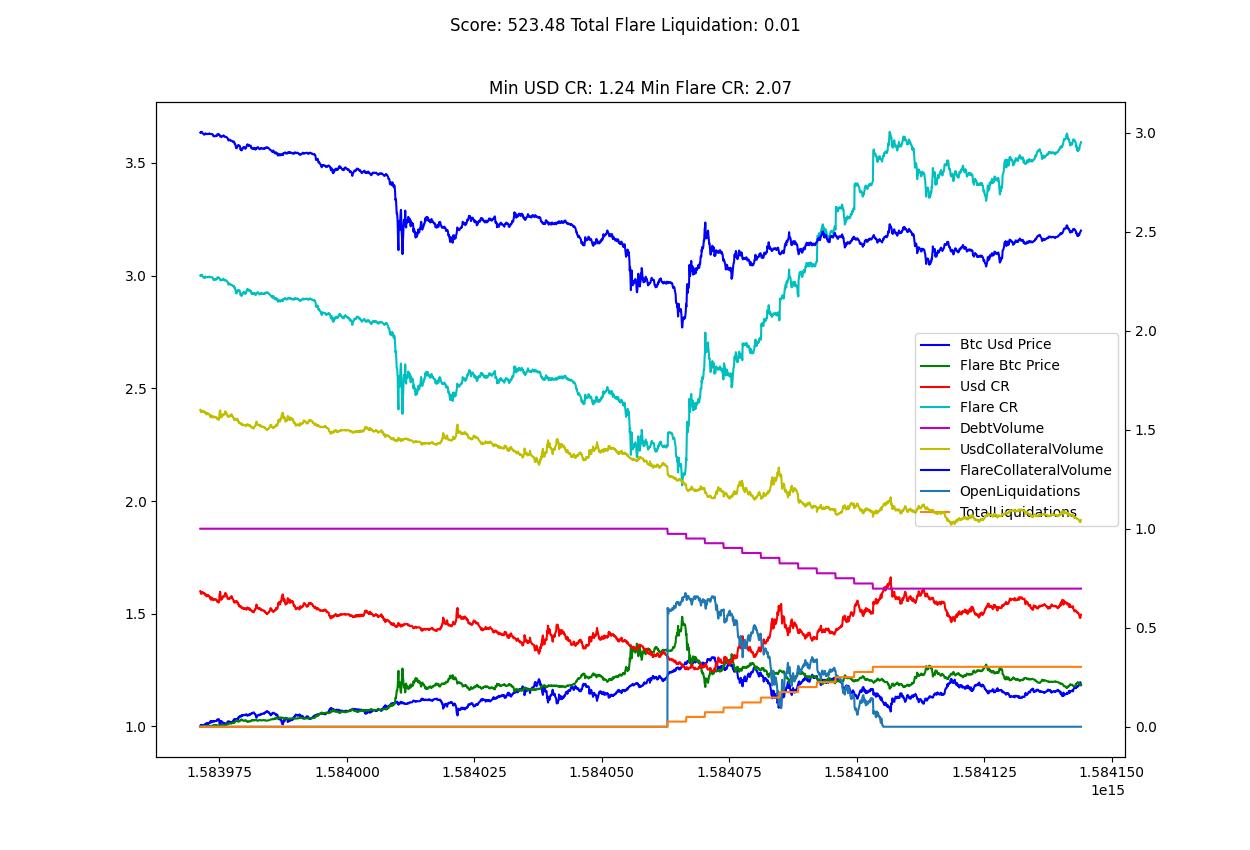 Score: 523.48 Total Flare Liquidation: 0.01
Min USD CR: 1.24 Min Flare CR: 2.07
3.5
3.0
2.5
2.0
1.5
1.0
3.0
2.5
2.0
1.5
1.0
0.5
0.0
Btc Usd Price
Flare Btc Price
Usd CR
Flare CR
DebtVolume
UsdCollateralVolume
FlareCollateralVolume
OpenLiquidations
TotalLiquidations
1.583975 1.584000 1.584025 1.584050 1.584075 1.584100 1.584125 1.584150
1e15